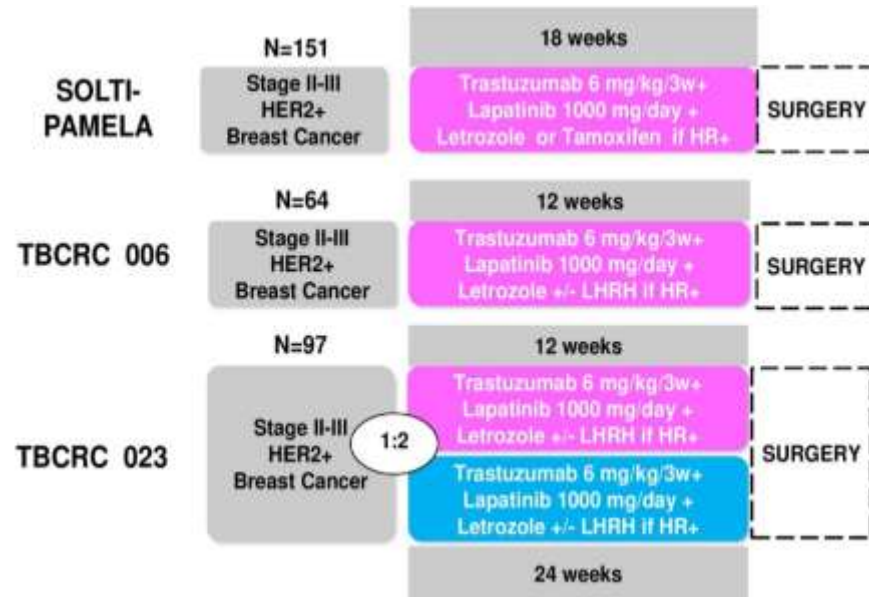 N=151
18 weeks
SOLTI-
PAMELA
Stage II-III
HER2+
Breast Cancer
Trastuzumab 6 mg/kg/3w+
Lapatinib 1000 mg/day +
Letrozole or Tamoxifen if HR+
SURGERY
N=64
12 weeks
TBCRC 006
Stage II-III
HER2+
Breast Cancer
Trastuzumab 6 mg/kg/3w+
Lapatinib 1000 mg/day +
Letrozole +/- LHRH if HR+
SURGERY
N=97
12 weeks
TBCRC 023
Stage II-III
HER2+
Breast Cancer
1:2
Trastuzumab 6 mg/kg/3w+
Lapatinib 1000 mg/day +
Letrozole +/- LHRH if HR+
Trastuzumab 6 mg/kg/3w+
Lapatinib 1000 mg/day +
Letrozole +/- LHRH if HR+
SURGERY
24 weeks